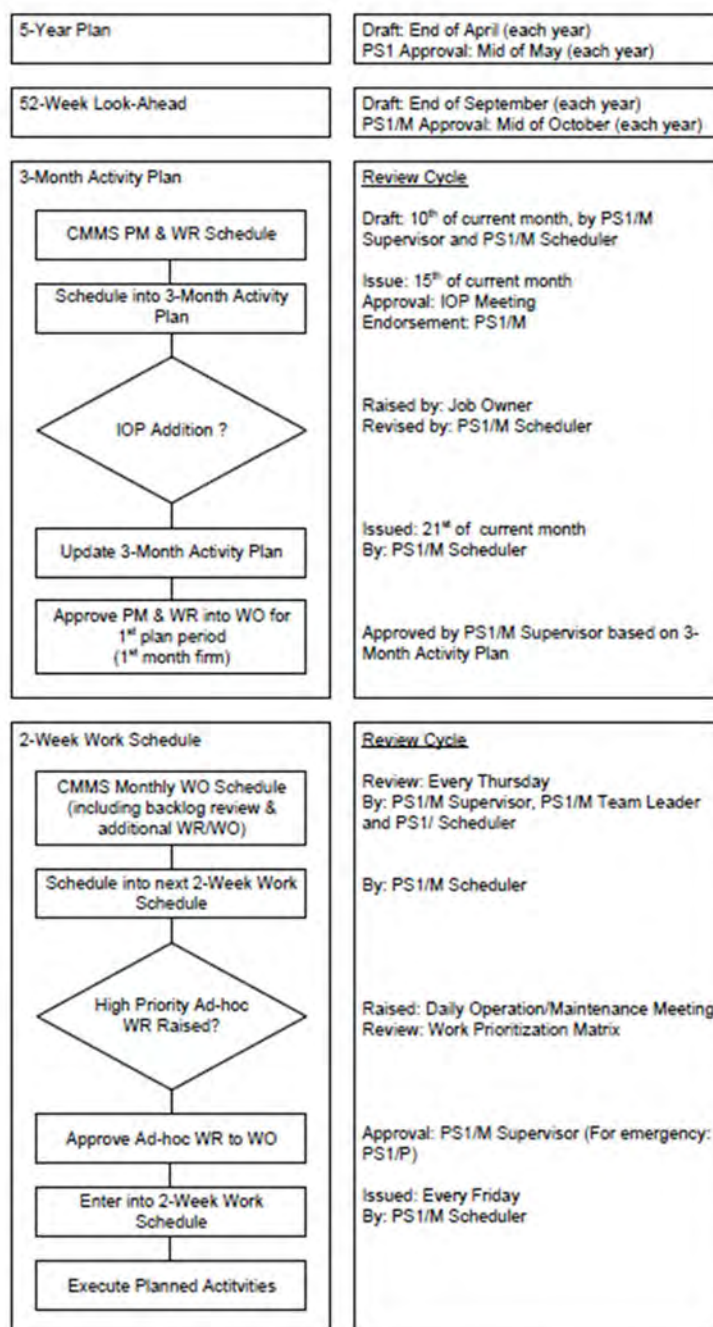 5-Year Plan
Draft: End of April (each year)
PS1 Approval: Mid of May (each year)
52-Week Look-Ahead
Draft: End of September (each year)
PS1/M Approval: Mid of October (each year)
3-Month Activity Plan
CMMS PM & WR Schedule
Schedule into 3-Month Activity
Plan
IOP Addition ?
Update 3-Month Activity Plan
Approve PM & WR into WO for
1st plan period
(1st month firm)
Review Cycle
Draft: 10th of current month, by PS1/M
Supervisor and PS1/M Scheduler
Issue: 15th of current month
Approval: IOP Meeting
Endorsement: PS1/M
Raised by: Job Owner
Revised by: PS1/M Scheduler
Issued: 21st of current month
By: PS1/M Scheduler
Approved by PS1/M Supervisor based on 3-
Month Activity Plan
2-Week Work Schedule
CMMS Monthly WO Schedule
(including backlog review &
additional WR/WO)
Schedule into next 2-Week Work
Schedule
High Priority Ad-hoc
WR Raised?
Approve Ad-hoc WR to WO
Enter into 2-Week Work
Schedule
Execute Planned Actitvities
Review Cycle
Review: Every Thursday
By: PS1/M Supervisor, PS1/M Team Leader
and PS1/ Scheduler
By: PS1/M Scheduler
Raised: Daily Operation/Maintenance Meeting
Review: Work Prioritization Matrix
Approval: PS1/M Supervisor (For emergency:
PS1/P)
Issued: Every Friday
By: PS1/M Scheduler